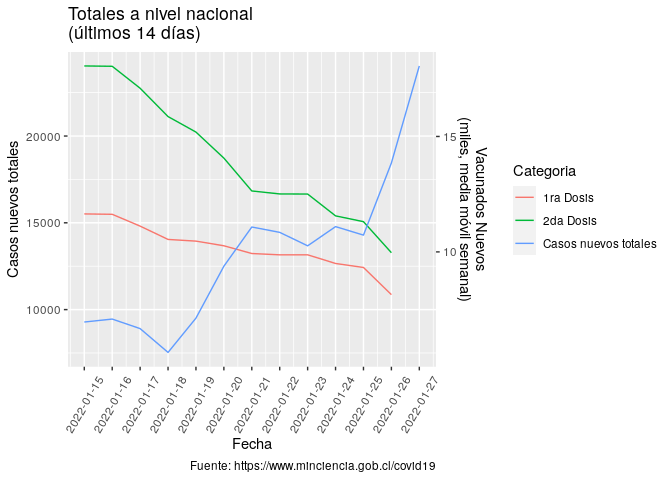 Totales a nivel nacional
(últimos 14 días)
Casos nuevos totales
20000
15000
10000
15
10
Vacunados Nuevos
(miles, media móvil semanal)
2022-01-15
2022-01-16
2022-01-17
2022-01-18
2022-01-19
2022-01-20
2022-01-21
2022-01-22
2022-01-23
2022-01-24
2022-01-25
2022-01-26
2022-01-27
Fecha
Categoria
1ra Dosis
2da Dosis
Casos nuevos totales
Fuente: https://www.minciencia.gob.cl/covid19